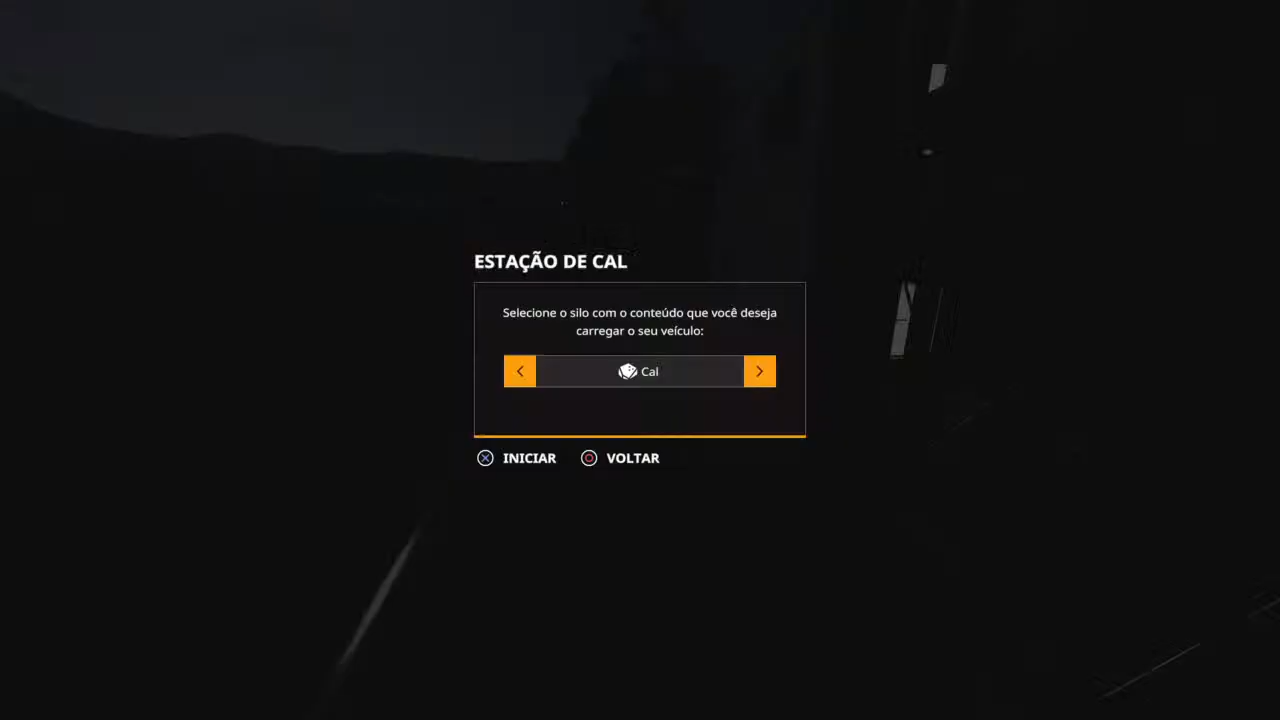 ESTAÇÃO DE CAL
Selecione o silo com o conteúdo que você deseja
carregar o seu veículo:
Cal
INICIAR VOLTAR